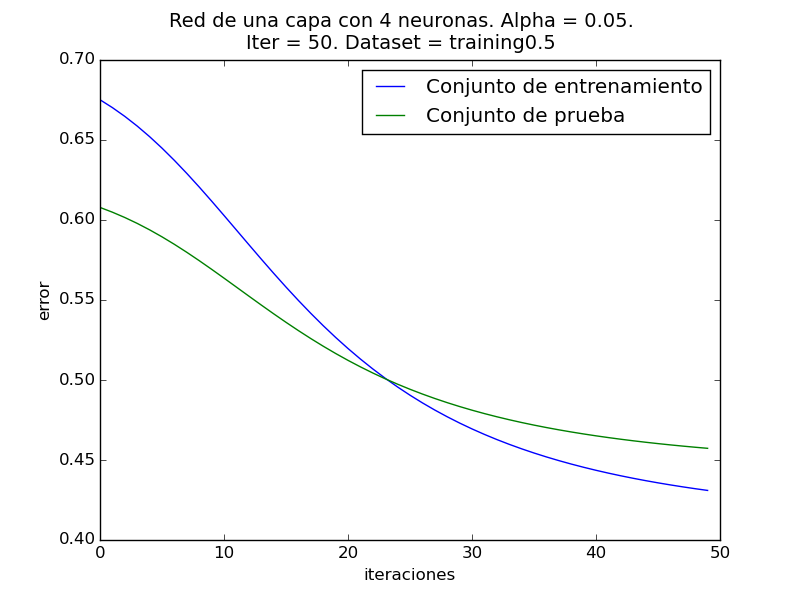 Red de una capa con 4 neuronas. Alpha = 0.05.
Iter = 50. Dataset = training0.5
Conjunto de entrenamiento
Conjunto de prueba
0.70
0.65
0.60
0.55
0.50
0.45
0.40
error
0 10 20 30 40 50
iteraciones